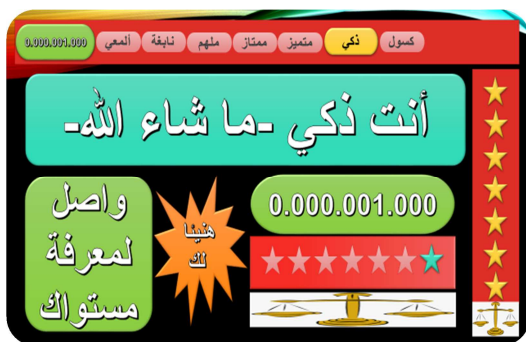 كسول ذكي متميز ممتاز ملهم نابغة ألمعي 0.000.001.000
أنت ذكي -ما شاء الله-
0.000.001.000
هنيئا
لك
واصل
لمعرفة
مستواك